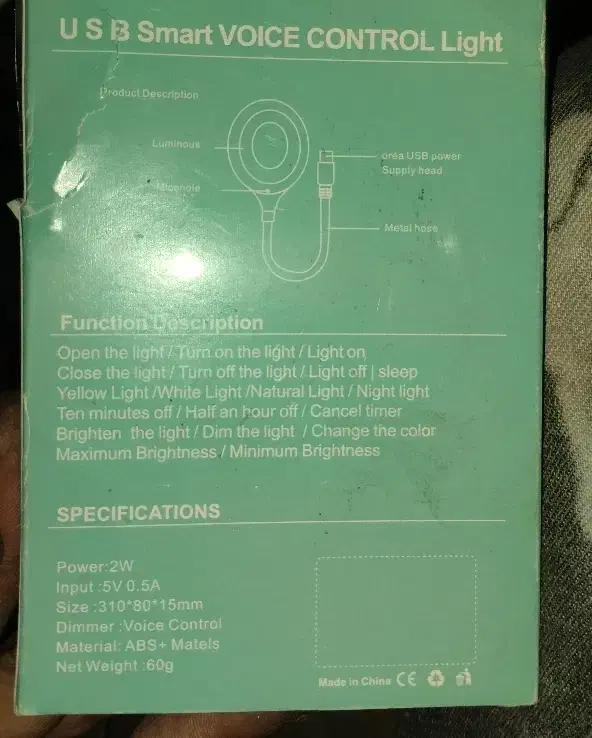 USB Smart VOICE CONTROL Light
Product Description
Luminous
orea USB power
Supply head
Metal hose
Function Description
Open the light / Turn on the light / Light on
Close the light / Turn off the light / Light off | sleep
Yellow Light /White Light /Natural Light / Night light
Ten minutes off / Half an hour off / Cancel timer
Brighten the light / Dim the light / Change the color
Maximum Brightness / Minimum Brightness
SPECIFICATIONS
Power:2W
Input :5V 0.5A
Size :310*80*15mm
Dimmer :Voice Control
Material: ABS+ Matels
Net Weight :60g
Made in China CE